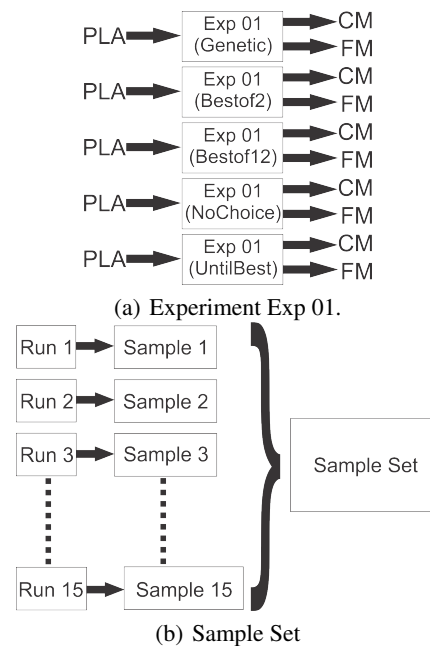 PLA Exp 01 (Genetic) CM FM
PLA Exp 01 (Bestof2) CM FM
PLA Exp 01 (Bestof12) CM FM
PLA Exp 01 (NoChoice) CM FM
PLA Exp 01 (UntilBest) CM FM
(a) Experiment Exp 01.
Run 1 Sample 1
Run 2 Sample 2
Run 3 Sample 3
Sample Set
Run 15 Sample 15
(b) Sample Set